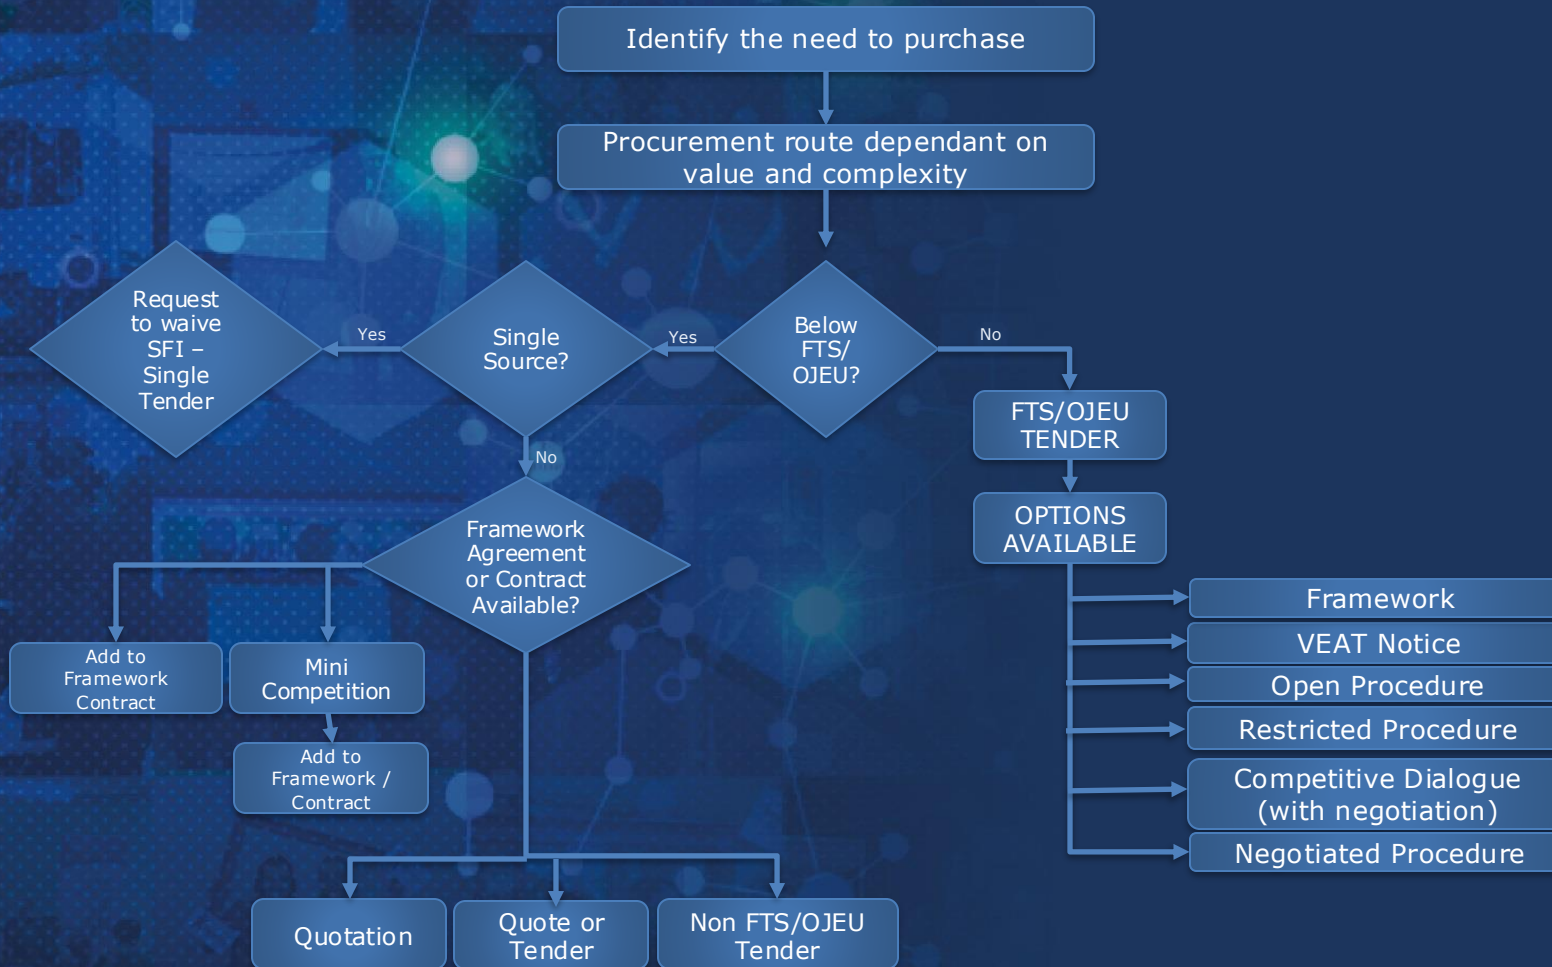 Identify the need to purchase
Procurement route dependant on
value and complexity
Request
to waive
SFI –
Single
Tender
Yes
Single
Source?
Yes
Below
FTS/
OJEU?
No
FTS/OJEU
TENDER
No
OPTIONS
AVAILABLE
Framework
Agreement
or Contract
Available?
Framework
VEAT Notice
Open Procedure
Restricted Procedure
Competitive Dialogue
(with negotiation)
Negotiated Procedure
Add to
Framework
Contract
Mini
Competition
Add to
Framework /
Contract
Quotation
Quote or
Tender
Non FTS/OJEU
Tender